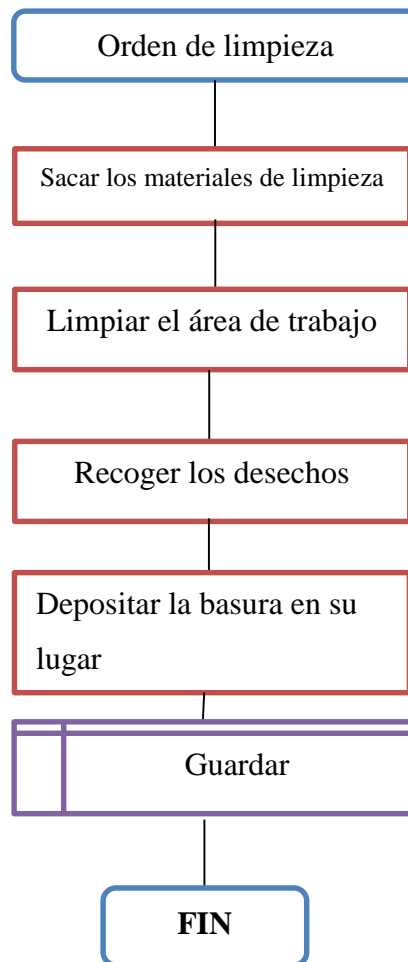 Orden de limpieza
Sacar los materiales de limpieza
Limpiar el área de trabajo
Recoger los desechos
Depositar la basura en su
lugar
Guardar
FIN